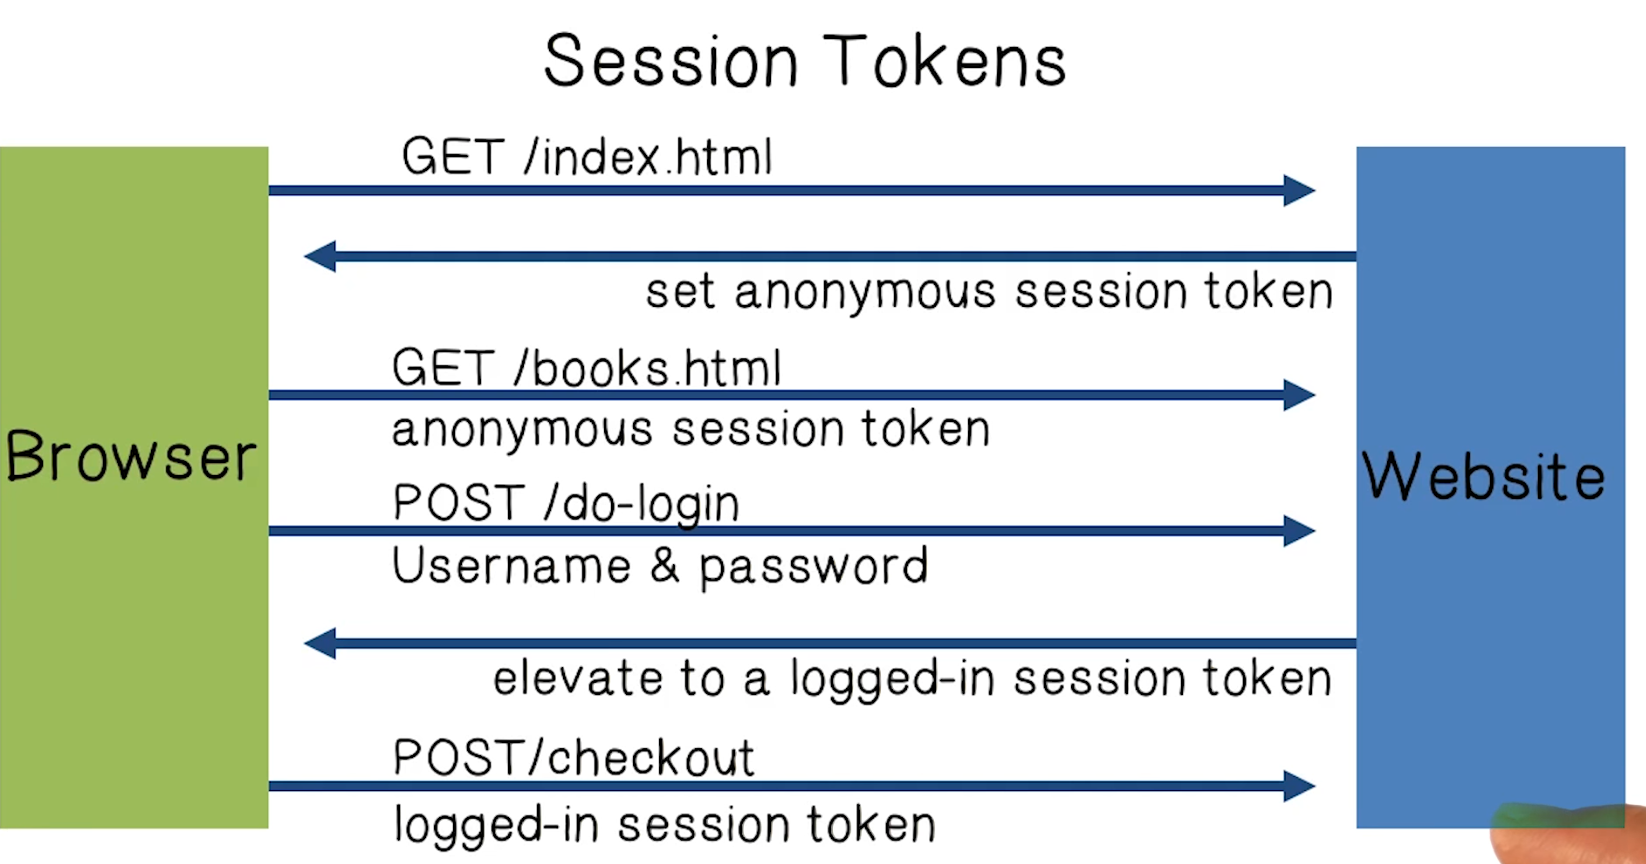 Session Tokens
GET /index.html
set anonymous session token
GET /books.html
anonymous session token
Browser
Website
POST /do-login
Username & password
elevate to a logged-in session token
POST/checkout
logged-in session token